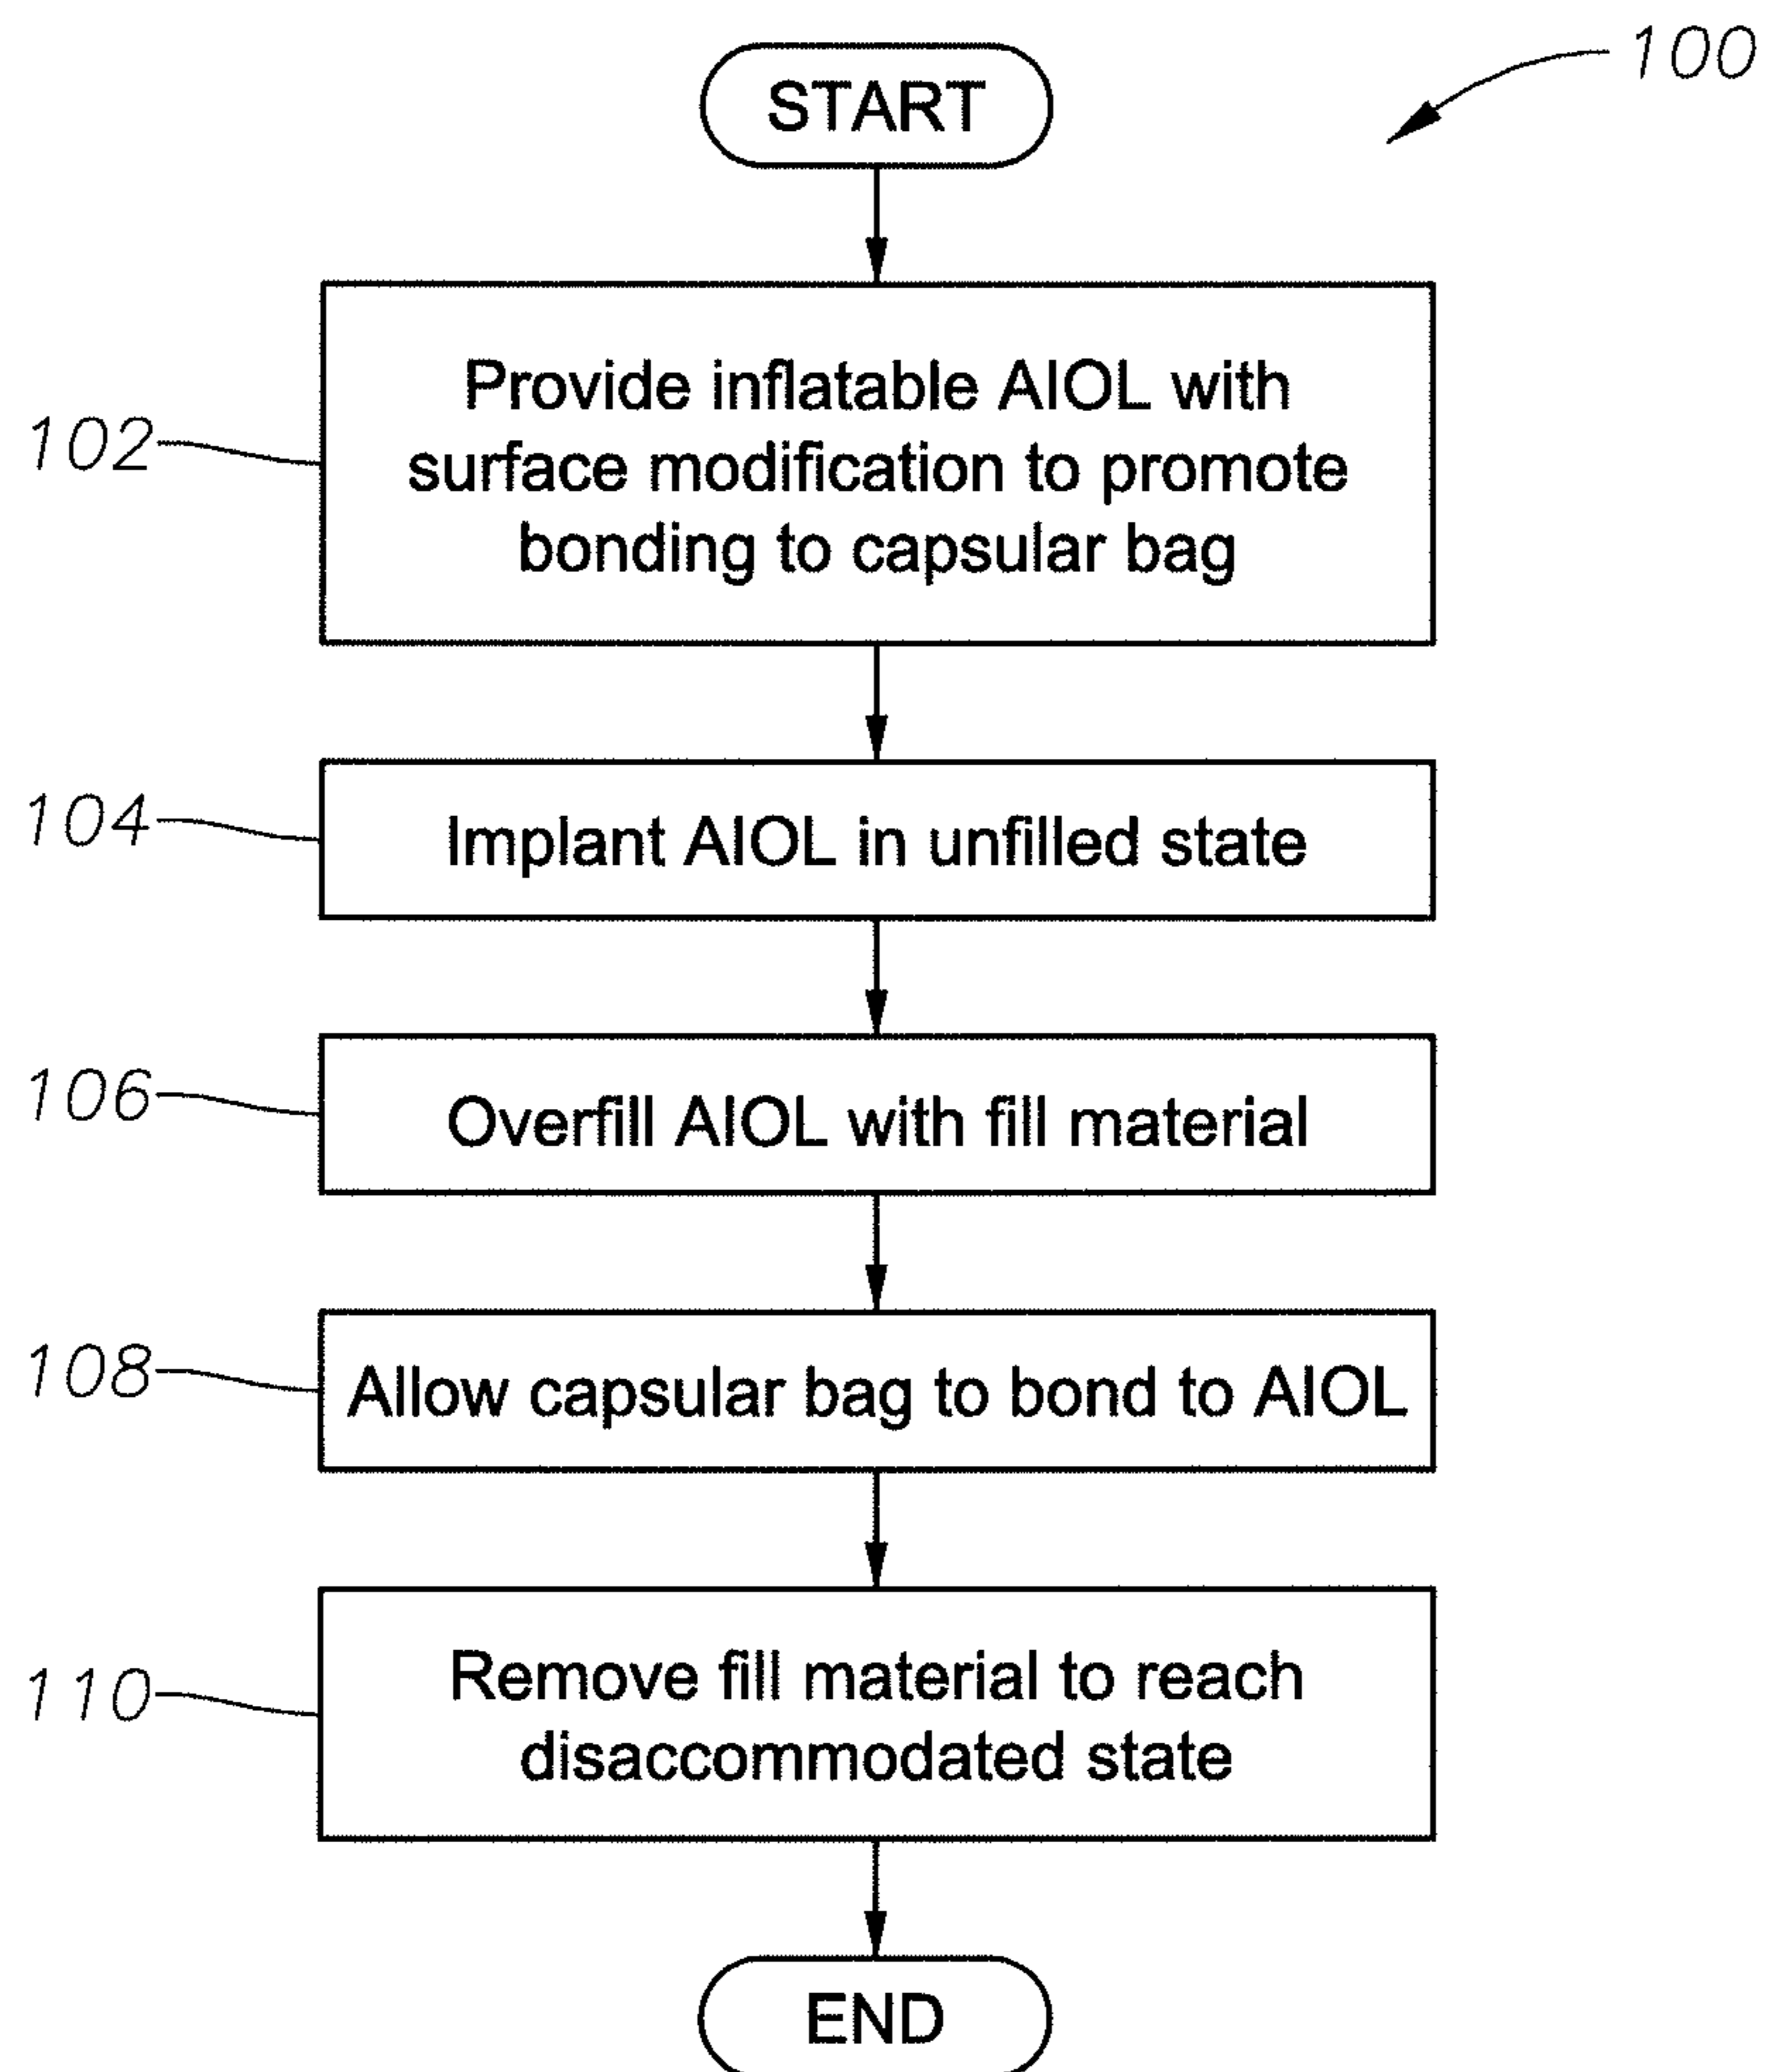 100
START
102
Provide inflatable AIOL with
surface modification to promote
bonding to capsular bag
104
Implant AIOL in unfilled state
106
Overfill AIOL with fill material
108
Allow capsular bag to bond to AIOL
110
Remove fill material to reach
disaccommodated state
END